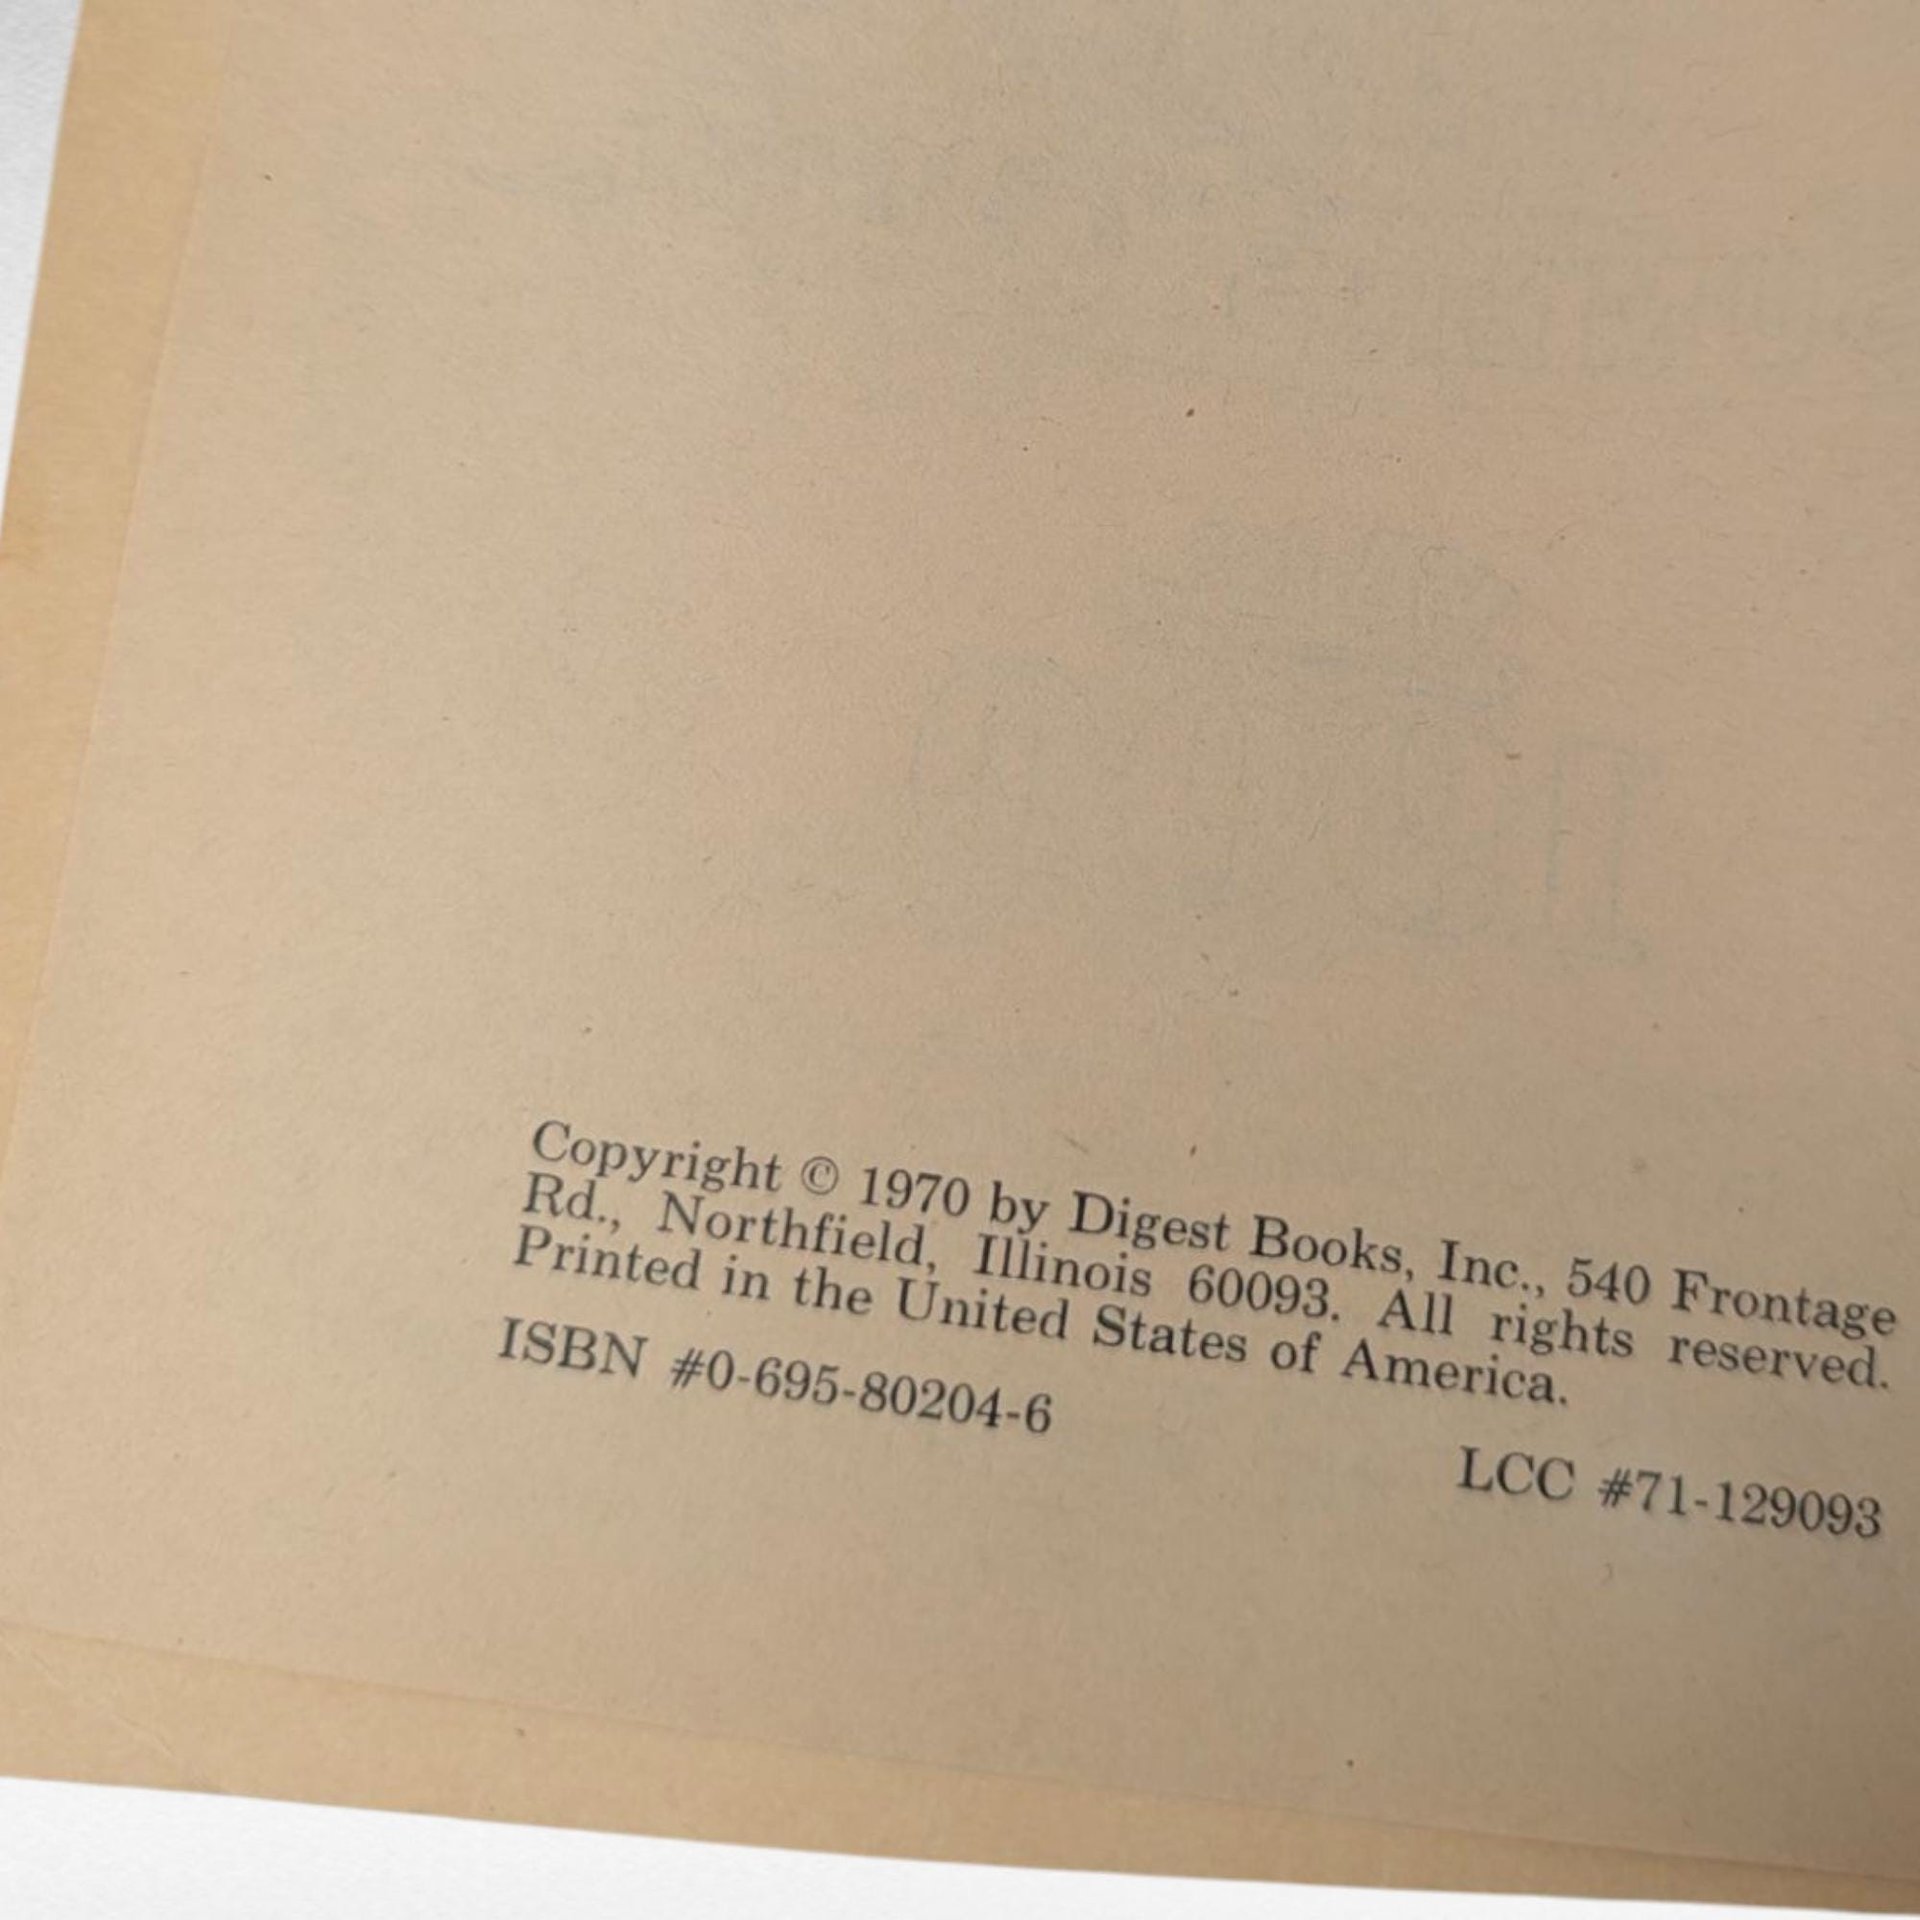 Copyright © 1970 by Digest Books, Inc., 540 Frontage
Rd., Northfield, Illinois 60093. All rights reserved.
Printed in the United States of America.
ISBN #0-695-80204-6
LCC #71-129093